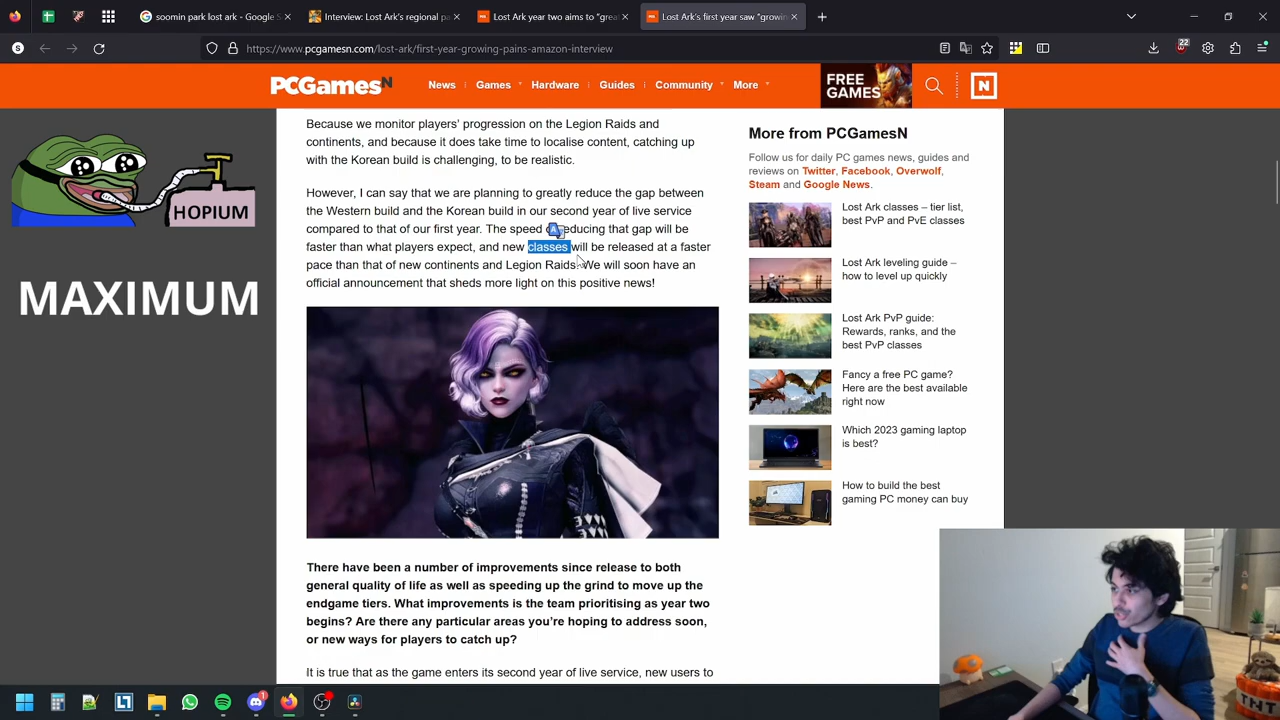 soomin park lost ark - Google S
Interview: Lost Ark's regional pa
Lost Ark year two aims to "grea
Lost Ark's first year saw "growin
https://www.pcgamesn.com/lost-ark/first-year-growing-pains-amazon-interview
22
PCGamesN
News
Games
Hardware
Guides
Community
More
FREE
GAMES
N
Because we monitor players' progression on the Legion Raids and
continents, and because it does take time to localise content, catching up
with the Korean build is challenging, to be realistic.
However, I can say that we are planning to greatly reduce the gap between
the Western build and the Korean build in our second year of live service
compared to that of our first year. The speed of reducing that gap will be
faster than what players expect, and new classes will be released at a faster
pace than that of new continents and Legion Raids. We will soon have an
official announcement that sheds more light on this positive news!
There have been a number of improvements since release to both
general quality of life as well as speeding up the grind to move up the
endgame tiers. What improvements is the team prioritising as year two
begins? Are there any particular areas you're hoping to address soon,
or new ways for players to catch up?
It is true that as the game enters its second year of live service, new users to
More from PCGamesN
Follow us for daily PC games news, guides and
reviews on Twitter, Facebook, Overwolf,
Steam and Google News.
Lost Ark classes – tier list,
best PvP and PvE classes
Lost Ark leveling guide –
how to level up quickly
Lost Ark PvP guide:
Rewards, ranks, and the
best PvP classes
Fancy a free PC game?
Here are the best available
right now
Which 2023 gaming laptop
is best?
How to build the best
gaming PC money can buy
HOPIUM
MAXIMUM
TNT